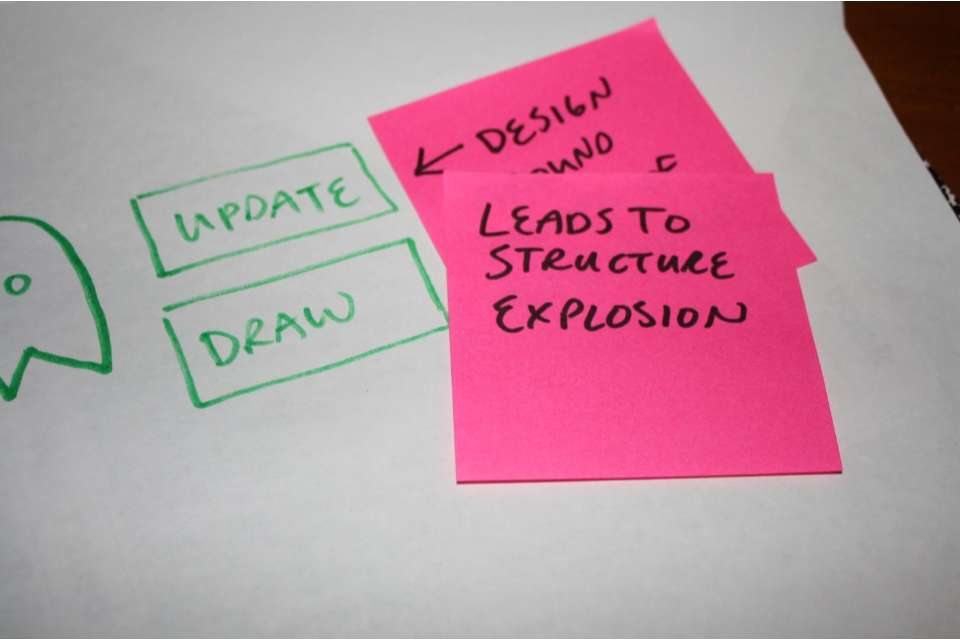 UPDATE
DRAW
← DESIGN
LEADS TO
STRUCTURE
EXPLOSION